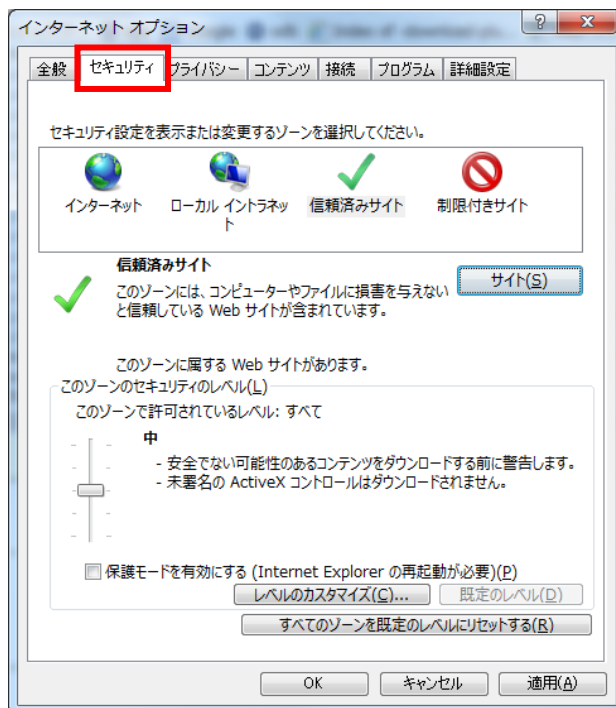 インターネット オプション
全般 セキュリティ プライバシー コンテンツ 接続 プログラム 詳細設定
セキュリティ設定を表示または変更するゾーンを選択してください。
インターネット ローカル イントラネッ 信頼済みサイト 制限付きサイト
ト
信頼済みサイト
サイト(S)
このゾーンには、コンピューターやファイルに損害を与えない
と信頼している Web サイトが含まれています。
このゾーンに属する Web サイトがあります。
このゾーンのセキュリティのレベル(L)
このゾーンで許可されているレベル: すべて
中
- 安全でない可能性のあるコンテンツをダウンロードする前に警告します。
- 未署名の ActiveX コントロールはダウンロードされません。
保護モードを有効にする (Internet Explorer の再起動が必要)(P)
レベルのカスタマイズ(C)... 既定のレベル(D)
すべてのゾーンを既定のレベルにリセットする(R)
OK キャンセル 適用(A)